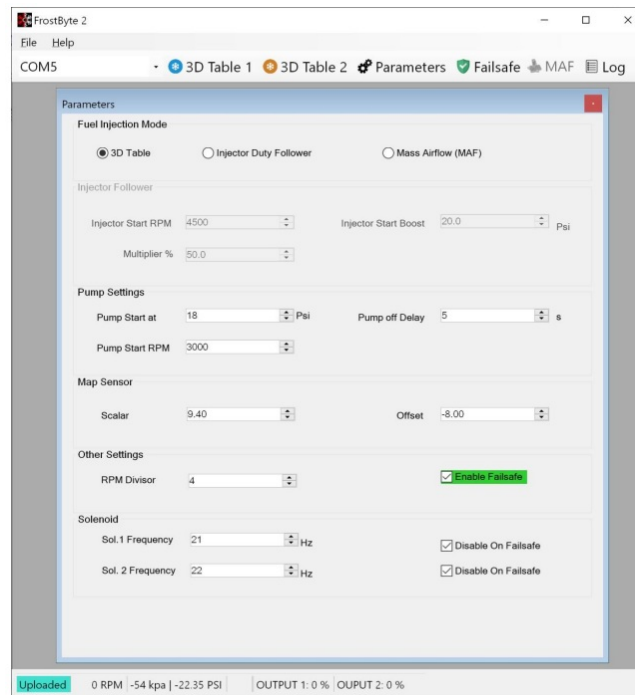 FrostByte 2
File Help
COM5 3D Table 1 3D Table 2 Parameters Failsafe MAF Log
Parameters
Fuel Injection Mode
3D Table Injector Duty Follower Mass Airflow (MAF)
Injector Follower
Injector Start RPM 4500 Injector Start Boost 20.0 Psi
Multiplier % 50.0
Pump Settings
Pump Start at 18 Psi Pump off Delay 5 s
Pump Start RPM 3000
Map Sensor
Scalar 9.40 Offset -8.00
Other Settings
RPM Divisor 4 Enable Failsafe
Solenoid
Sol.1 Frequency 21 Hz Disable On Failsafe
Sol. 2 Frequency 22 Hz Disable On Failsafe
Uploaded 0 RPM -54 kpa | -22.35 PSI OUTPUT 1: 0 % OUPUT 2: 0 %